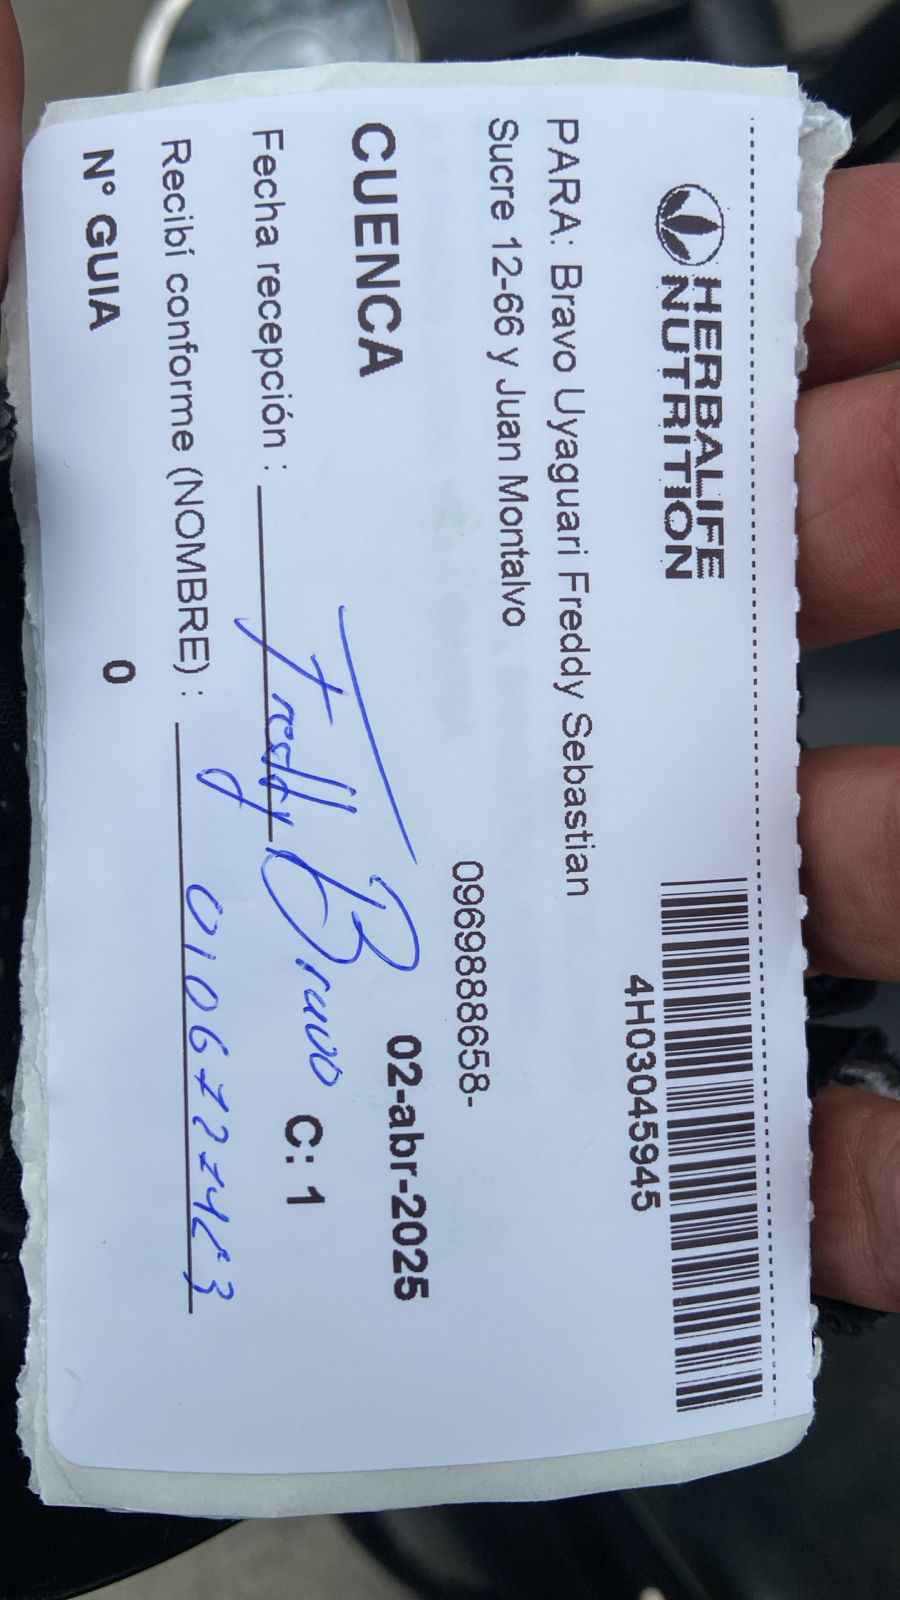 HERBALIFE
NUTRITION
4H03045945
PARA: Bravo Uyaguari Freddy Sebastian
Sucre 12-66 y Juan Montalvo
0969888658-
CUENCA
02-abr-2025
Fecha recepción : Freddy Bravo
C: 1
Recibí conforme (NOMBRE) :
N° GUIA 0